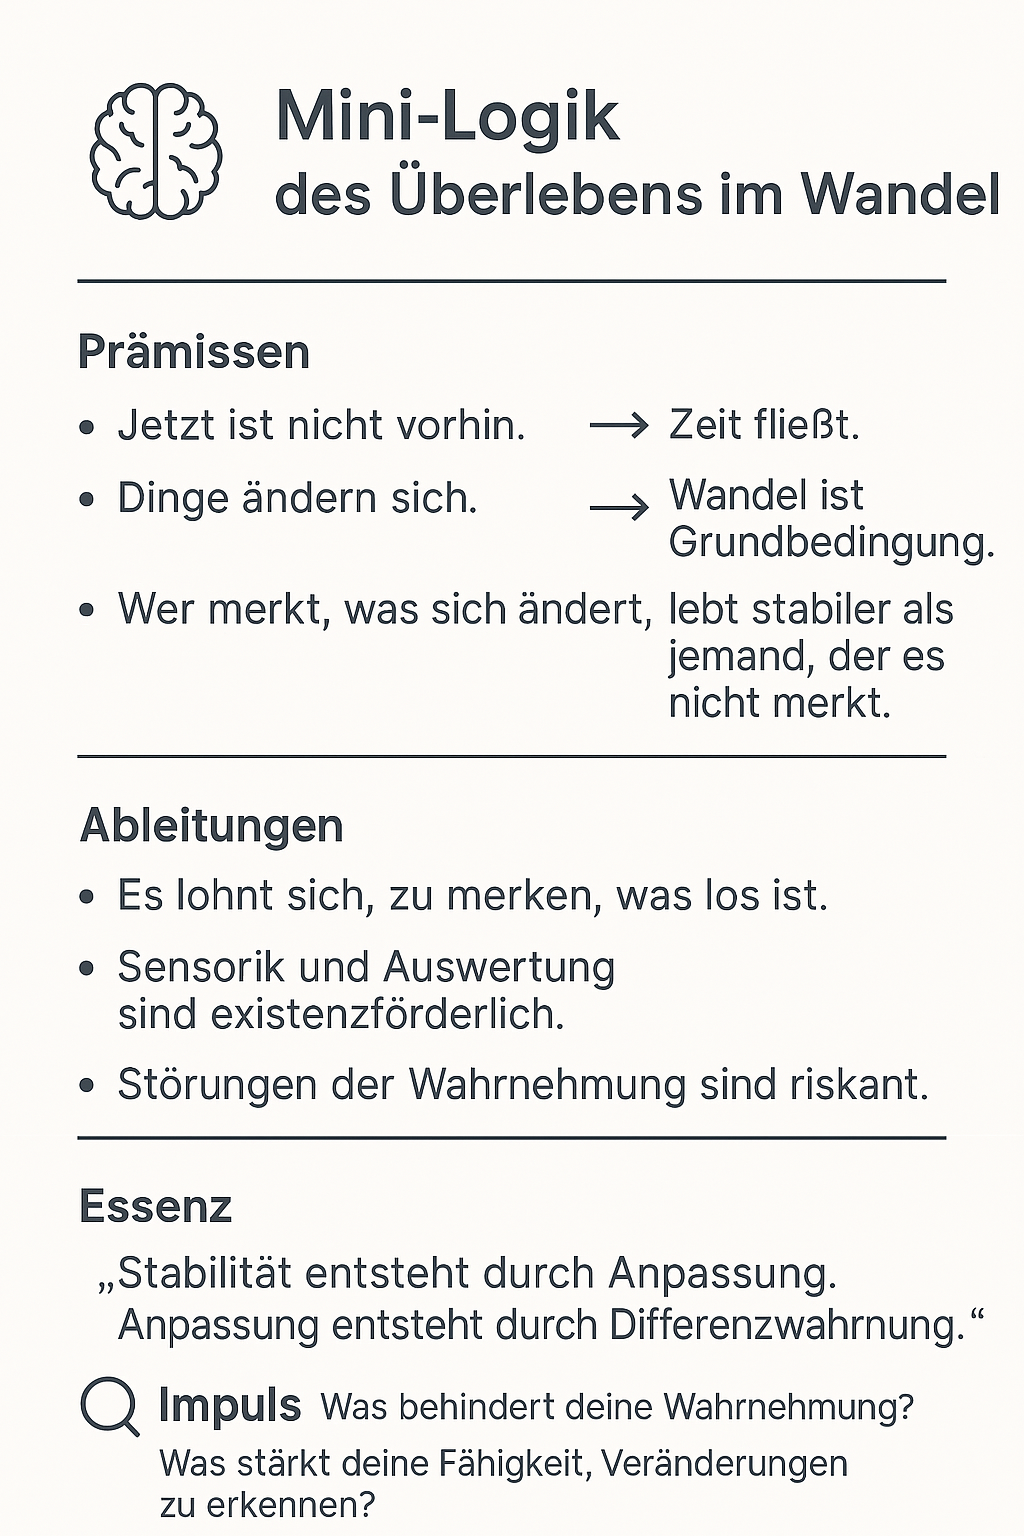 Mini-Logik
des Überlebens im Wandel
Prämissen
• Jetzt ist nicht vorhin. → Zeit fließt.
• Dinge ändern sich. → Wandel ist
Grundbedingung.
• Wer merkt, was sich ändert, lebt stabiler als
jemand, der es
nicht merkt.
Ableitungen
• Es lohnt sich, zu merken, was los ist.
• Sensorik und Auswertung
sind existenzförderlich.
• Störungen der Wahrnehmung sind riskant.
Essenz
„Stabilität entsteht durch Anpassung.
Anpassung entsteht durch Differenzwahrnung.“
Impuls Was behindert deine Wahrnehmung?
Was stärkt deine Fähigkeit, Veränderungen
zu erkennen?